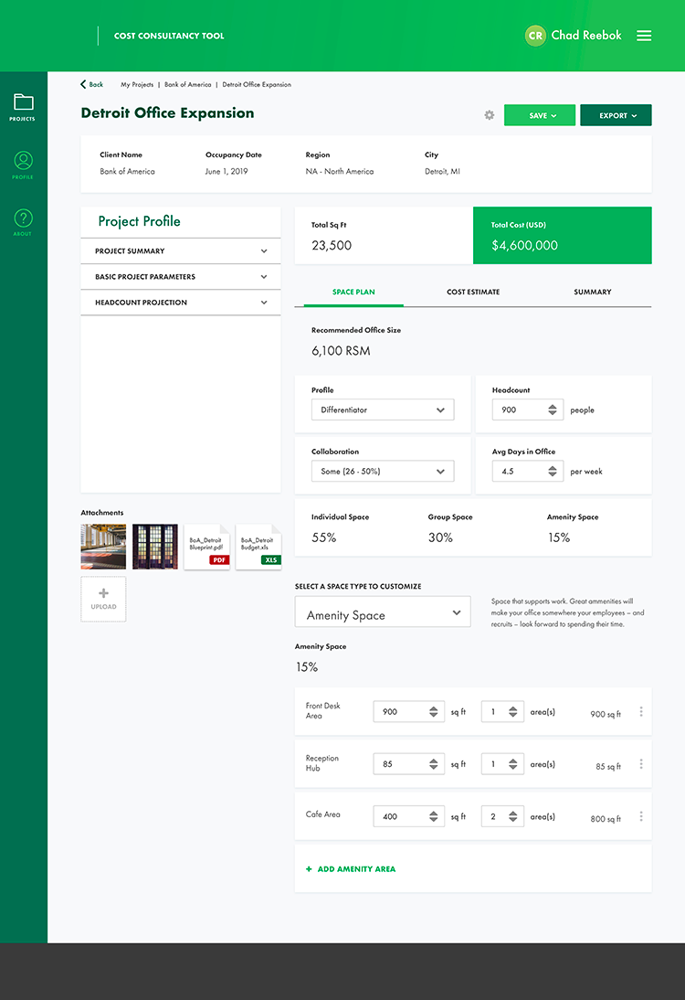 COST CONSULTANCY TOOL
CR Chad Reebok
PROJECTS
PROFILE
ABOUT
Back My Projects | Bank of America | Detroit Office Expansion
Detroit Office Expansion
SAVE
EXPORT
Client Name Occupancy Date Region City
Bank of America June 1, 2019 NA - North America Detroit, MI
Project Profile
PROJECT SUMMARY
BASIC PROJECT PARAMETERS
HEADCOUNT PROJECTION
Attachments
BoA_Detroit
Blueprint.pdf
PDF
BoA_Detroit
Budget.xls
XLS
+
UPLOAD
Total Sq Ft
23,500
Total Cost (USD)
$4,600,000
SPACE PLAN COST ESTIMATE SUMMARY
Recommended Office Size
6,100 RSM
Profile
Differentiator
Headcount
900 people
Collaboration
Some (26 - 50%)
Avg Days in Office
4.5 per week
Individual Space Group Space Amenity Space
55% 30% 15%
SELECT A SPACE TYPE TO CUSTOMIZE
Amenity Space
Space that supports work. Great ammenities will
make your office somewhere your employees – and
recruits – look forward to spending their time.
Amenity Space
15%
Front Desk
Area
900 sq ft 1 area(s) 900 sq ft
Reception
Hub
85 sq ft 1 area(s) 85 sq ft
Cafe Area 400 sq ft 2 area(s) 800 sq ft
+ ADD AMENITY AREA